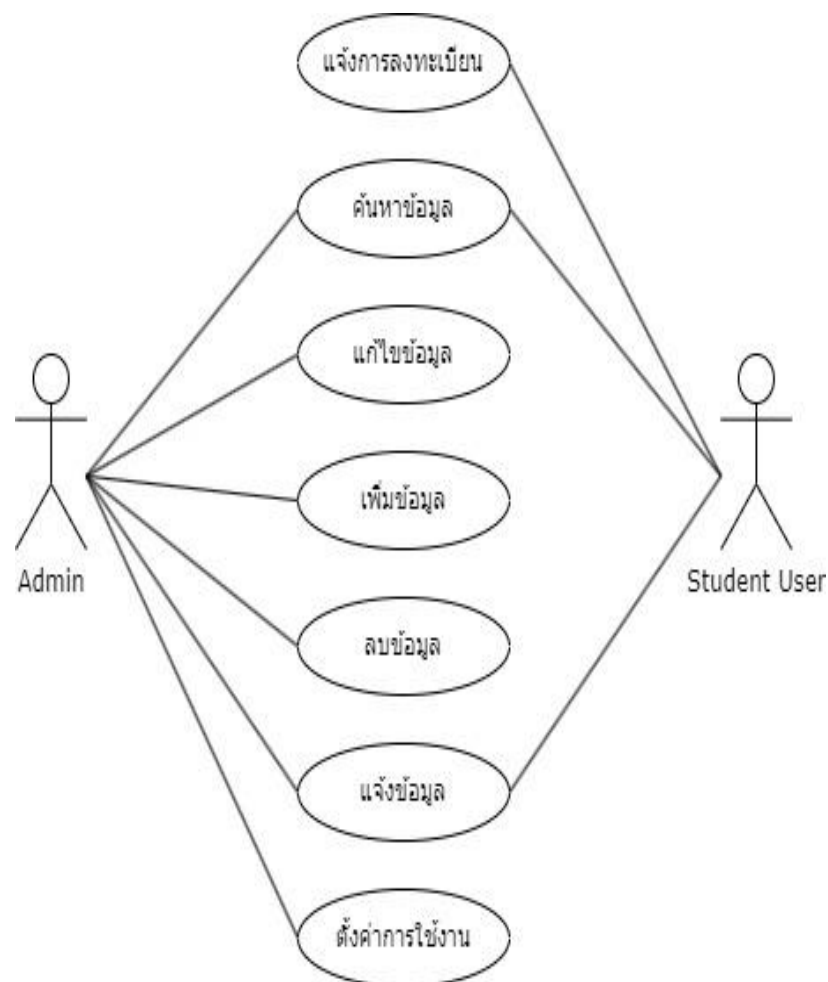 แจ้งการลงทะเบียน
ค้นหาข้อมูล
แก้ไขข้อมูล
เพิ่มข้อมูล
Admin
Student User
ลบข้อมูล
แจ้งข้อมูล
ตั้งค่าการใช้งาน